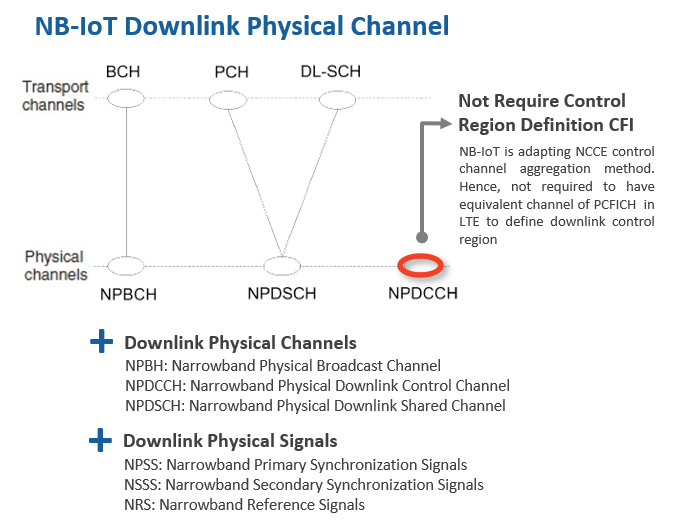 NB-IoT Downlink Physical Channel
BCH PCH DL-SCH
Transport
channels
Not Require Control
Region Definition CFI
NB-IoT is adapting NCCE control
channel aggregation method.
Hence, not required to have
equivalent channel of PCFICH in
LTE to define downlink control
region
Physical
channels
NPBCH NPDSCH NPDCCH
Downlink Physical Channels
NPBH: Narrowband Physical Broadcast Channel
NPDCCH: Narrowband Physical Downlink Control Channel
NPDSCH: Narrowband Physical Downlink Shared Channel
Downlink Physical Signals
NPSS: Narrowband Primary Synchronization Signals
NSSS: Narrowband Secondary Synchronization Signals
NRS: Narrowband Reference Signals